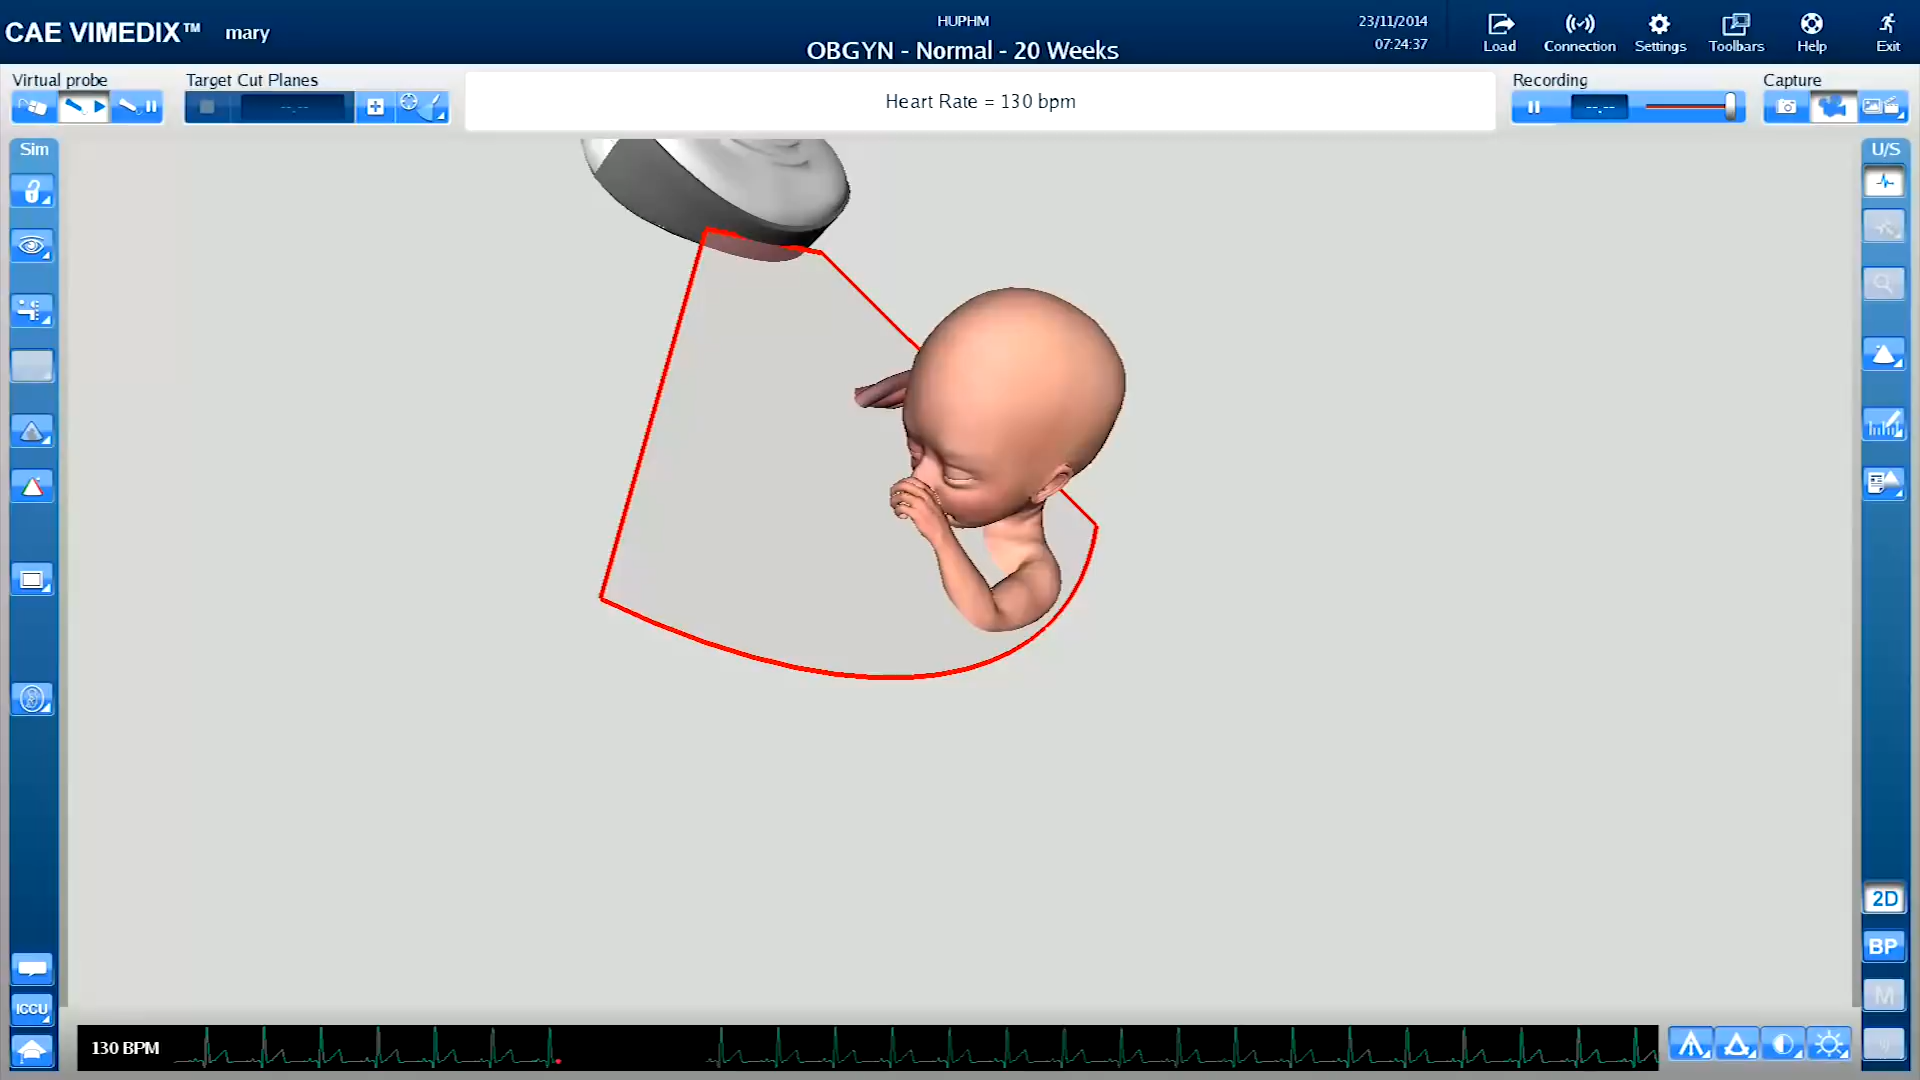 CAE VIMEDIX™ mary
HUPHM
OBGYN - Normal - 20 Weeks
23/11/2014
07:24:37
Load
Connection
Settings
Toolbars
Help
Exit
Virtual probe
Target Cut Planes
--.--
Heart Rate = 130 bpm
Recording
--.--
Capture
Sim
U/S
2D
BP
M
ICCU
130 BPM